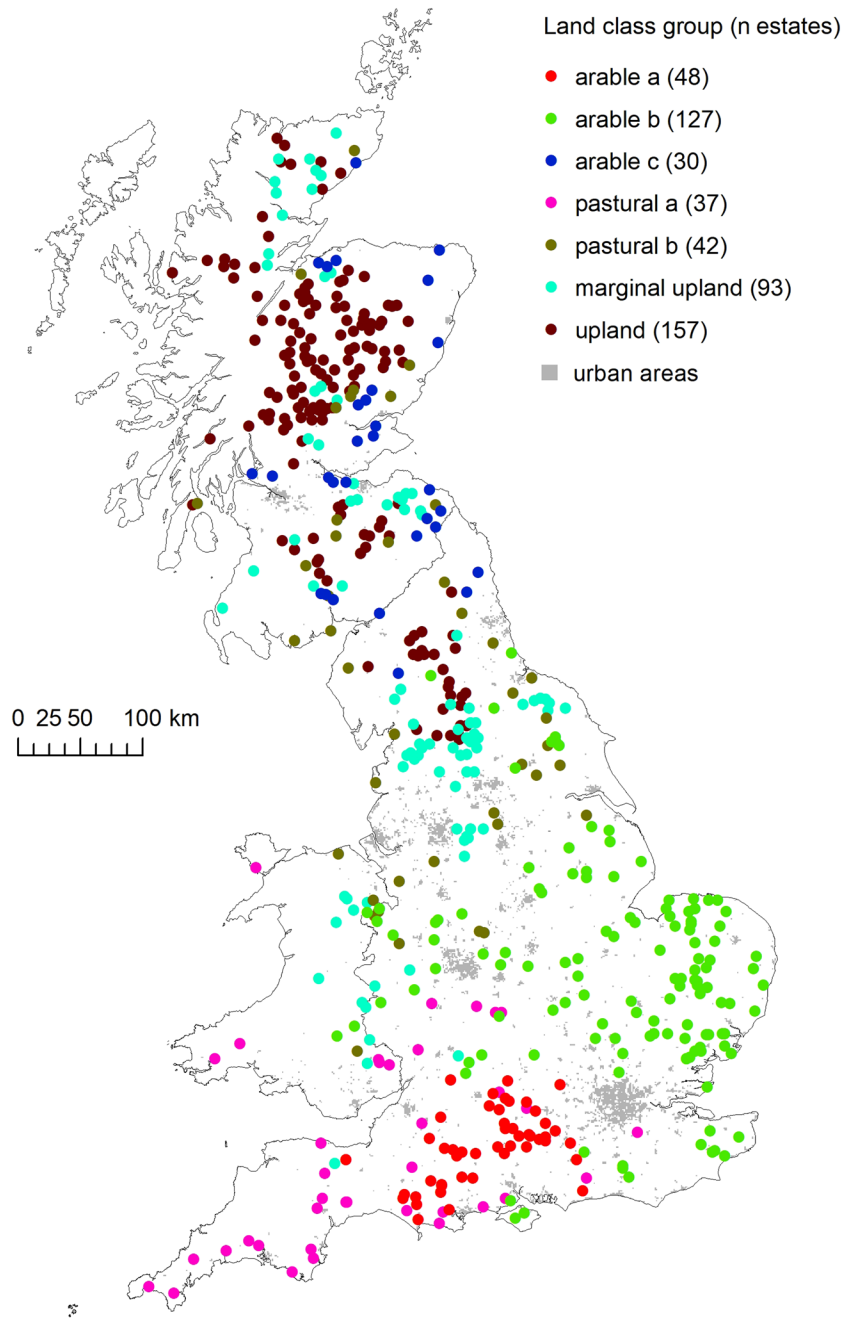 Land class group (n estates)
arable a (48)
arable b (127)
arable c (30)
pastural a (37)
pastural b (42)
marginal upland (93)
upland (157)
urban areas
0 25 50 100 km